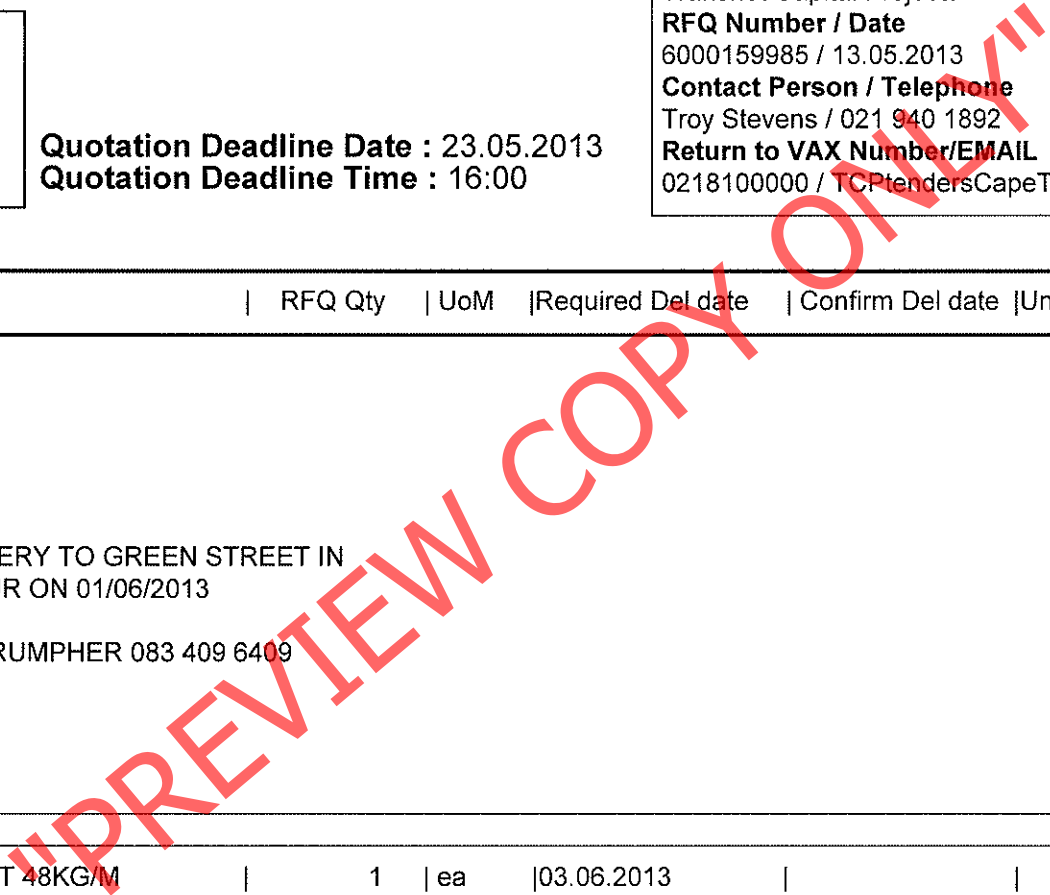 RFQ Number / Date
6000159985 / 13.05.2013
Contact Person / Telephone
Troy Stevens / 021 940 1892
Return to VAX Number/EMAIL
0218100000 / TCPtendersCapeT
Quotation Deadline Date : 23.05.2013
Quotation Deadline Time : 16:00
| RFQ Qty | UoM |Required Del date | Confirm Del date |Un
ERY TO GREEN STREET IN
R ON 01/06/2013
RUMPHER 083 409 6409
T 48KG/M | 1 | ea |03.06.2013 | |
"PREVIEW COPY ONLY"